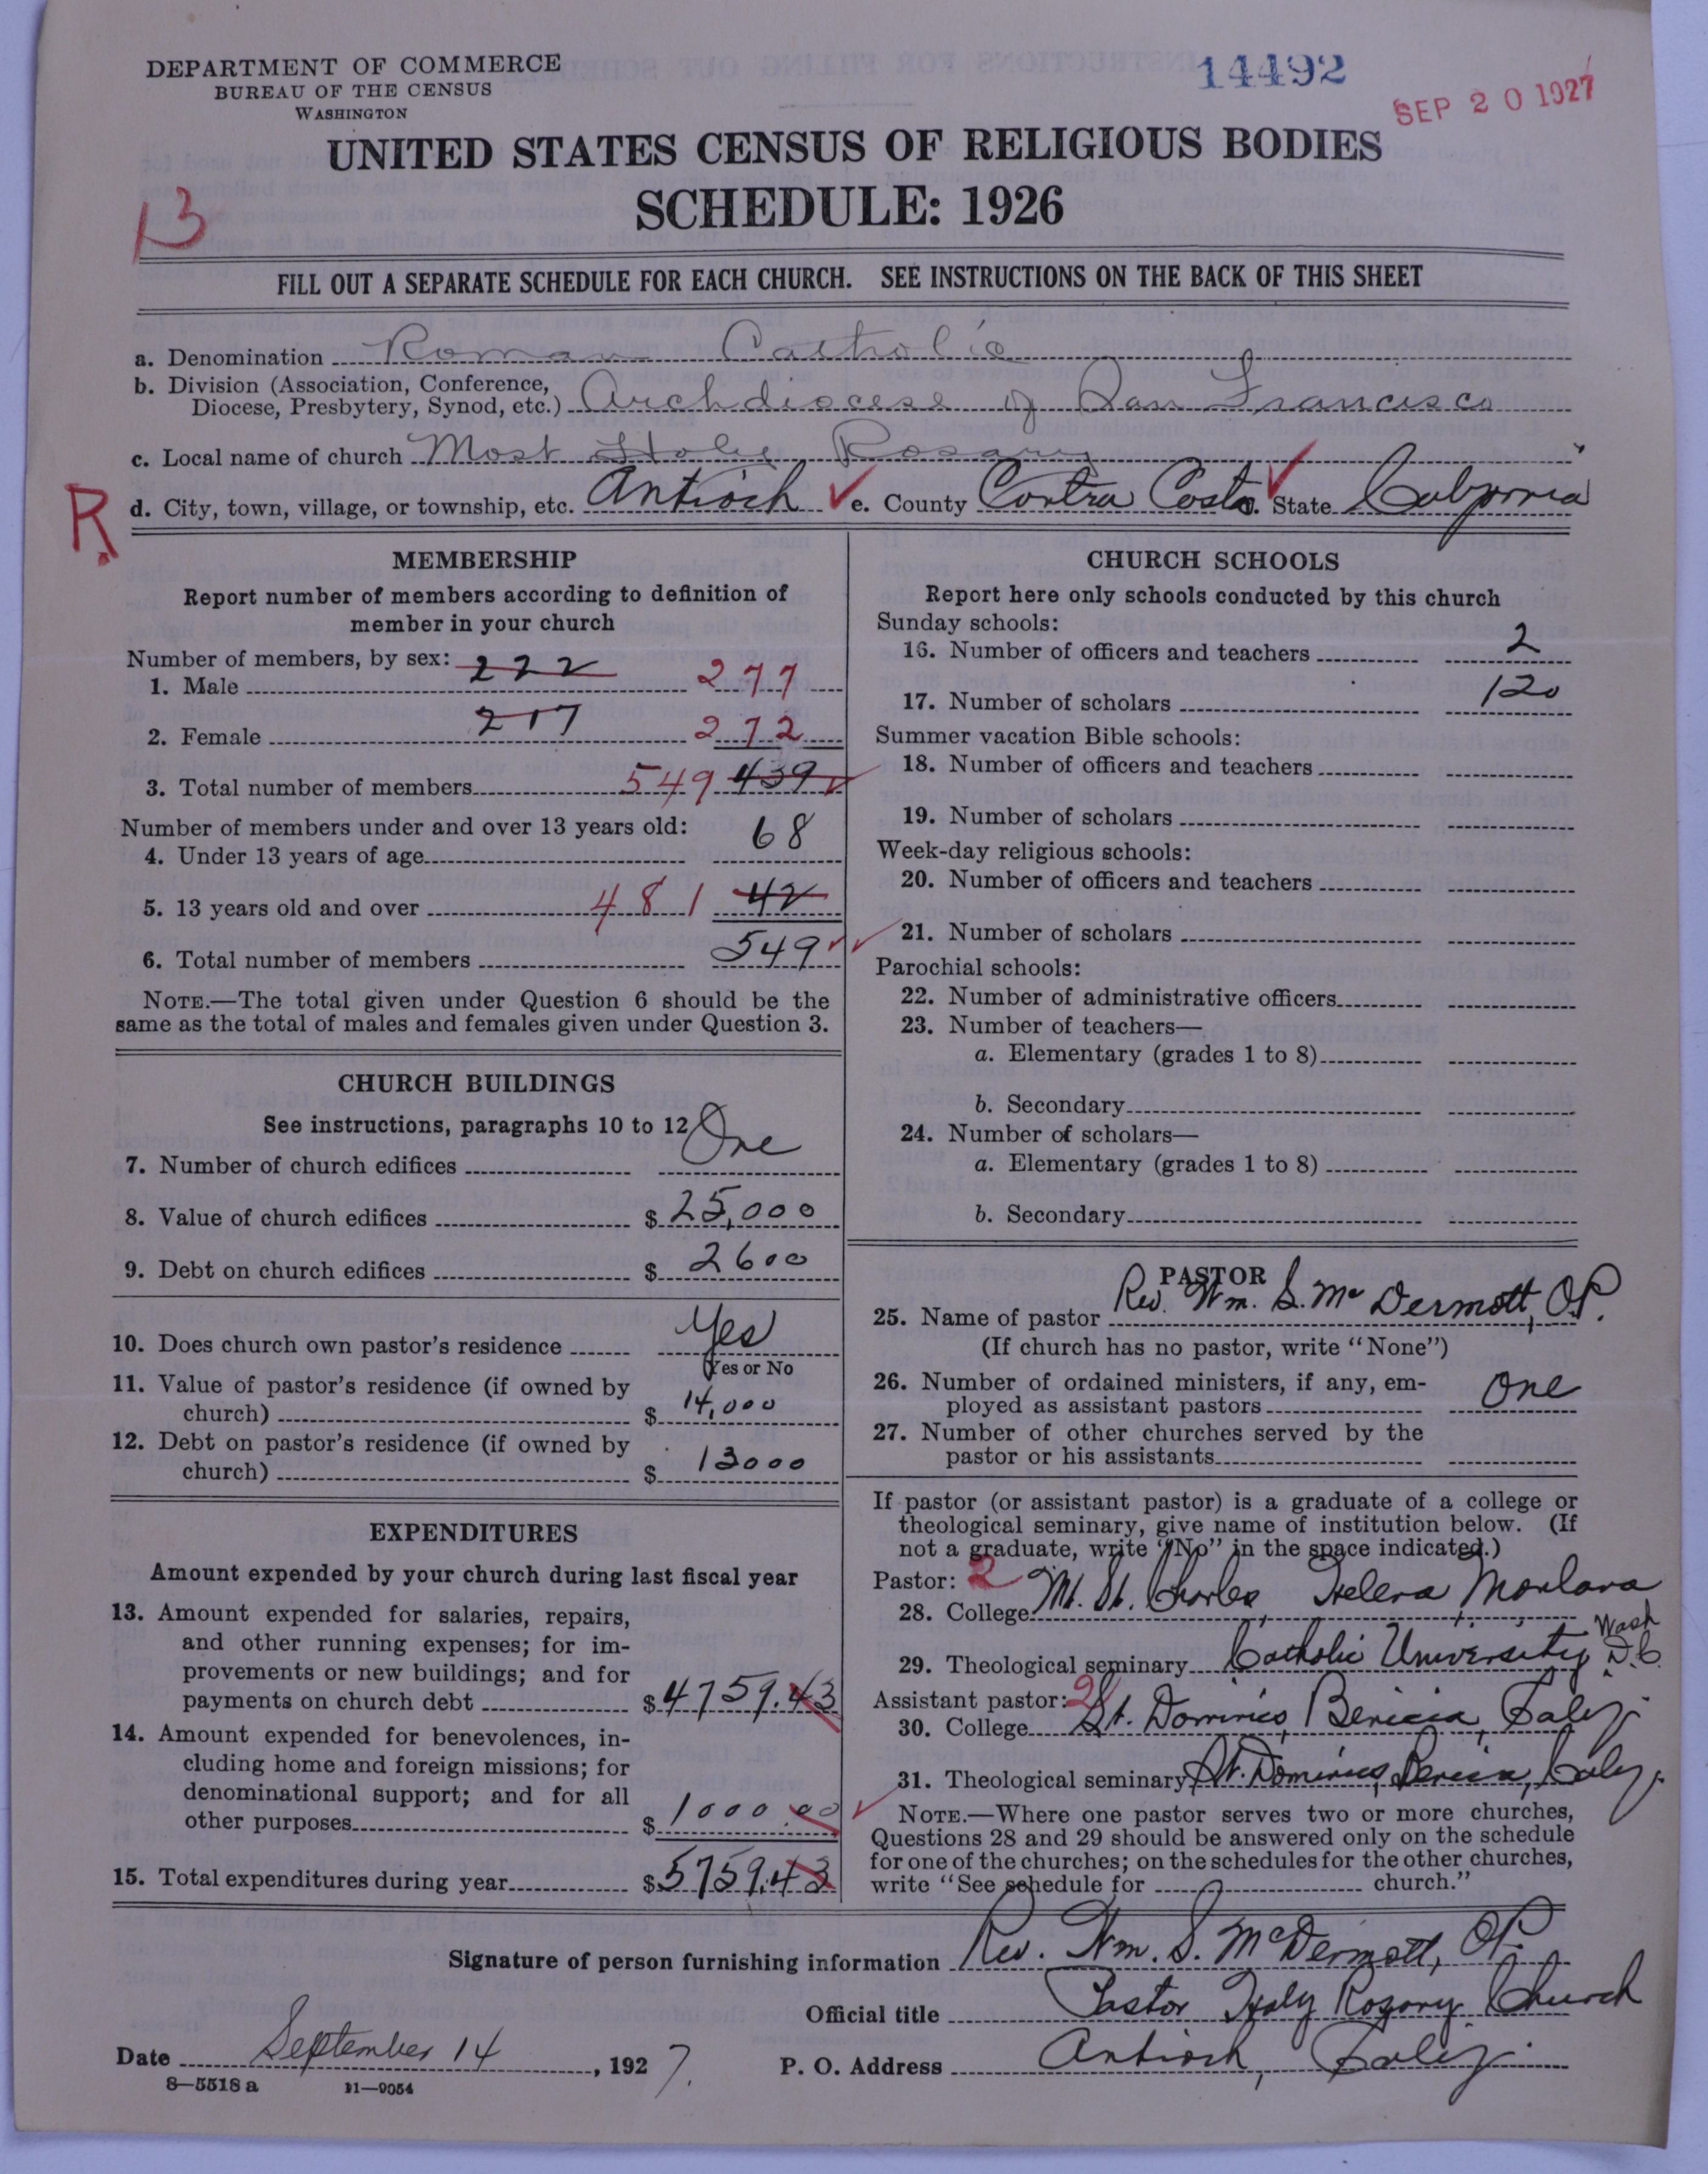 DEPARTMENT OF COMMERCE
BUREAU OF THE CENSUS
WASHINGTON
14492
SEP 20 1927
UNITED STATES CENSUS OF RELIGIOUS BODIES
SCHEDULE: 1926
13
FILL OUT A SEPARATE SCHEDULE FOR EACH CHURCH. SEE INSTRUCTIONS ON THE BACK OF THIS SHEET
a. Denomination Roman Catholic
b. Division (Association, Conference,
Diocese, Presbytery, Synod, etc.) Archdiocese of San Francisco
c. Local name of church Most Holy Rosary
R
d. City, town, village, or township, etc. Antioch e. County Contra Costa State California
MEMBERSHIP
Report number of members according to definition of
member in your church
Number of members, by sex:
1. Male 222 277
2. Female 217 272
3. Total number of members 549 439
Number of members under and over 13 years old:
4. Under 13 years of age 68
5. 13 years old and over 481 42
6. Total number of members 549
NOTE.—The total given under Question 6 should be the
same as the total of males and females given under Question 3.
CHURCH BUILDINGS
See instructions, paragraphs 10 to 12
7. Number of church edifices One
8. Value of church edifices $ 25,000
9. Debt on church edifices $ 2600
10. Does church own pastor's residence Yes
Yes or No
11. Value of pastor's residence (if owned by
church) $ 14,000
12. Debt on pastor's residence (if owned by
church) $ 13000
EXPENDITURES
Amount expended by your church during last fiscal year
13. Amount expended for salaries, repairs,
and other running expenses; for im-
provements or new buildings; and for
payments on church debt $ 4759.43
14. Amount expended for benevolences, in-
cluding home and foreign missions; for
denominational support; and for all
other purposes $ 1000.00
15. Total expenditures during year $ 5759.43
CHURCH SCHOOLS
Report here only schools conducted by this church
Sunday schools:
16. Number of officers and teachers 2
17. Number of scholars 120
Summer vacation Bible schools:
18. Number of officers and teachers
19. Number of scholars
Week-day religious schools:
20. Number of officers and teachers
21. Number of scholars
Parochial schools:
22. Number of administrative officers
23. Number of teachers—
a. Elementary (grades 1 to 8)
b. Secondary
24. Number of scholars—
a. Elementary (grades 1 to 8)
b. Secondary
PASTOR
25. Name of pastor Rev. Wm. S. McDermott, O.P.
(If church has no pastor, write "None")
26. Number of ordained ministers, if any, em-
ployed as assistant pastors One
27. Number of other churches served by the
pastor or his assistants
If pastor (or assistant pastor) is a graduate of a college or
theological seminary, give name of institution below. (If
not a graduate, write "No" in the space indicated.)
Pastor: 2
28. College Mt. St. Charles, Helena, Montana
29. Theological seminary Catholic University, Wash D.C.
Assistant pastor: 2
30. College St. Dominics, Benicia, Calif.
31. Theological seminary St. Dominics, Benicia, Calif.
NOTE.—Where one pastor serves two or more churches,
Questions 28 and 29 should be answered only on the schedule
for one of the churches; on the schedules for the other churches,
write "See schedule for church."
Signature of person furnishing information Rev. Wm. S. McDermott, O.P.
Official title Pastor Holy Rosary Church
Date September 14, 1927. P. O. Address Antioch, Calif.
8—5518 a 11—9054